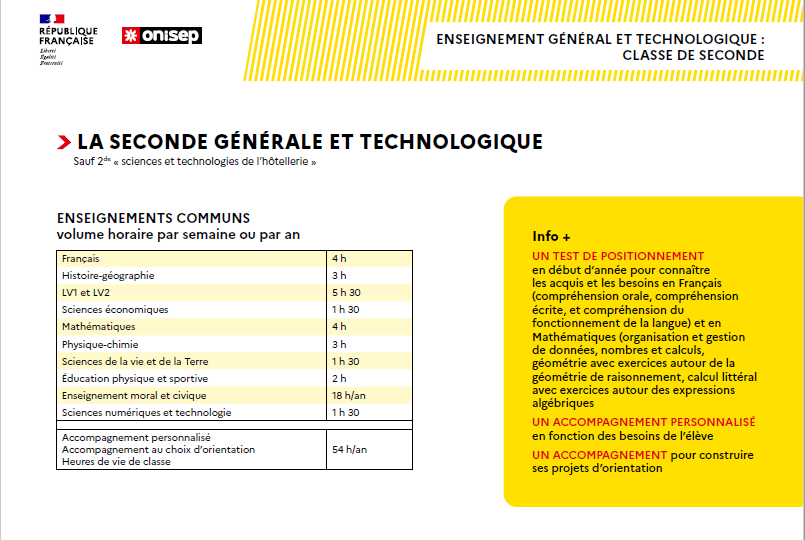 RÉPUBLIQUE
FRANÇAISE
Liberté
Égalité
Fraternité
onisep
ENSEIGNEMENT GÉNÉRAL ET TECHNOLOGIQUE :
CLASSE DE SECONDE
LA SECONDE GÉNÉRALE ET TECHNOLOGIQUE
Sauf 2de « sciences et technologies de l'hôtellerie »
ENSEIGNEMENTS COMMUNS
volume horaire par semaine ou par an
Français 4 h
Histoire-géographie 3 h
LV1 et LV2 5 h 30
Sciences économiques 1 h 30
Mathématiques 4 h
Physique-chimie 3 h
Sciences de la vie et de la Terre 1 h 30
Éducation physique et sportive 2 h
Enseignement moral et civique 18 h/an
Sciences numériques et technologie 1 h 30
Accompagnement personnalisé
Accompagnement au choix d'orientation 54 h/an
Heures de vie de classe
Info +
UN TEST DE POSITIONNEMENT
en début d'année pour connaître
les acquis et les besoins en Français
(compréhension orale, compréhension
écrite, et compréhension du
fonctionnement de la langue) et en
Mathématiques (organisation et gestion
de données, nombres et calculs,
géométrie avec exercices autour de la
géométrie de raisonnement, calcul littéral
avec exercices autour des expressions
algébriques
UN ACCOMPAGNEMENT PERSONNALISÉ
en fonction des besoins de l'élève
UN ACCOMPAGNEMENT pour construire
ses projets d'orientation